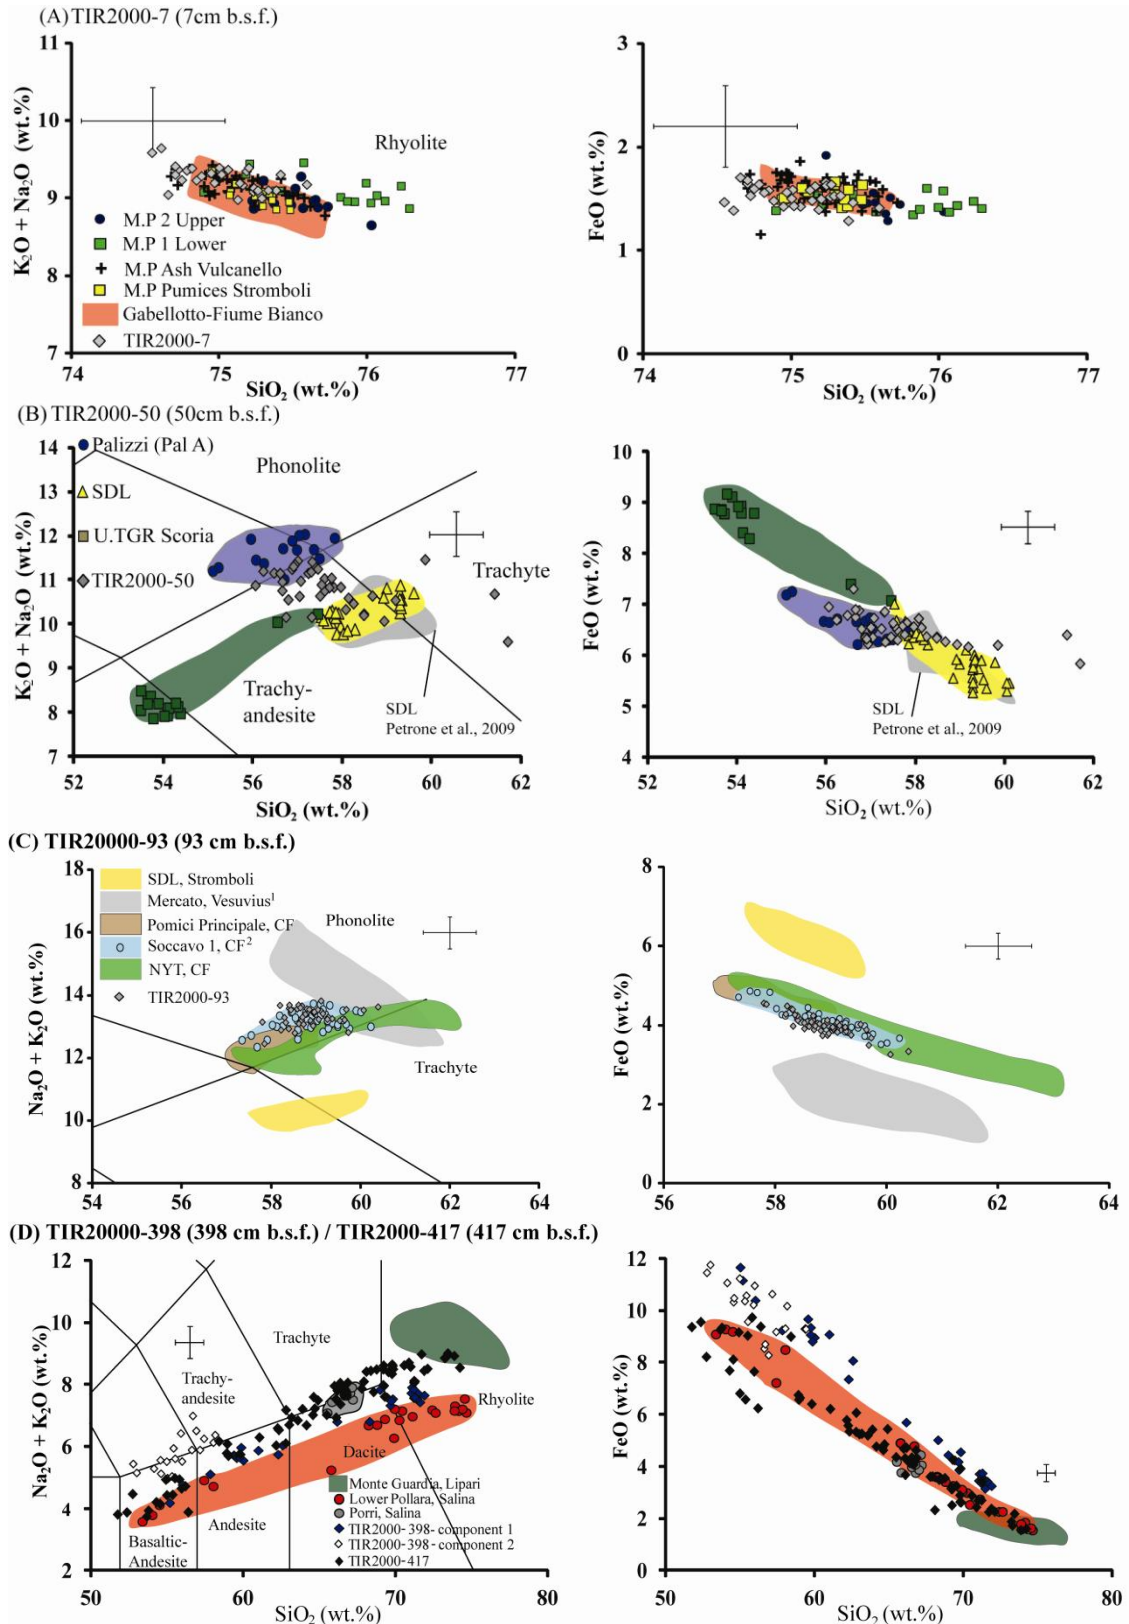 (A) TIR2000-7 (7cm b.s.f.)
K₂O + Na₂O (wt.%)
11
10
9
8
7
74
75
76
77
SiO₂ (wt.%)
Rhyolite
M.P 2 Upper
M.P 1 Lower
M.P Ash Vulcanello
M.P Pumices Stromboli
Gabellotto-Fiume Bianco
TIR2000-7
FeO (wt.%)
3
2
1
0
74
75
76
77
SiO₂ (wt.%)
(B) TIR2000-50 (50cm b.s.f.)
K₂O + Na₂O (wt.%)
14
13
12
11
10
9
8
7
52
54
56
58
60
62
SiO₂ (wt.%)
Palizzi (Pal A)
SDL
U.TGR Scoria
TIR2000-50
Phonolite
Trachyte
Trachy-
andesite
SDL
Petrone et al., 2009
FeO (wt.%)
10
9
8
7
6
5
4
52
54
56
58
60
62
SiO₂ (wt.%)
SDL
Petrone et al., 2009
(C) TIR20000-93 (93 cm b.s.f.)
Na₂O + K₂O (wt.%)
18
16
14
12
10
8
54
56
58
60
62
64
SDL, Stromboli
Mercato, Vesuvius¹
Pomici Principale, CF
Soccavo 1, CF²
NYT, CF
TIR2000-93
Phonolite
Trachyte
FeO (wt.%)
8
6
4
2
0
56
58
60
62
64
(D) TIR20000-398 (398 cm b.s.f.) / TIR2000-417 (417 cm b.s.f.)
Na₂O + K₂O (wt.%)
12
10
8
6
4
2
50
60
70
80
SiO₂ (wt.%)
Trachyte
Trachy-
andesite
Rhyolite
Dacite
Andesite
Basaltic-
Andesite
Monte Guardia, Lipari
Lower Pollara, Salina
Porri, Salina
TIR2000-398-component 1
TIR2000-398-component 2
TIR2000-417
FeO (wt.%)
12
10
8
6
4
2
0
50
60
70
80
SiO₂ (wt.%)